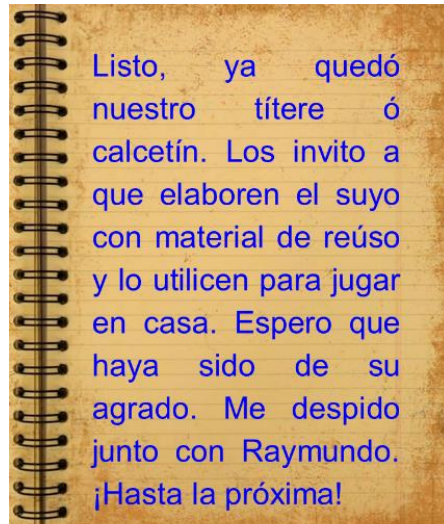 Listo, ya quedó
nuestro títere ó
calcetín. Los invito a
que elaboren el suyo
con material de reúso
y lo utilicen para jugar
en casa. Espero que
haya sido de su
agrado. Me despido
junto con Raymundo.
¡Hasta la próxima!